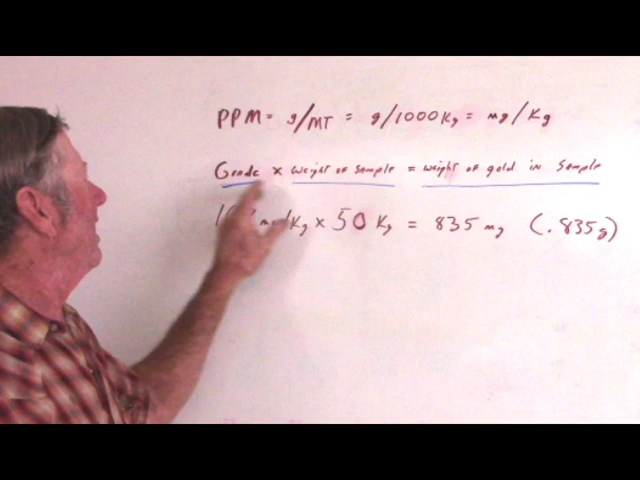 PPM = g/MT = g/1000Kg = mg/Kg
Grade x weight of sample = weight of gold in sample
/Kg x 50 Kg = 835 mg (.835g)